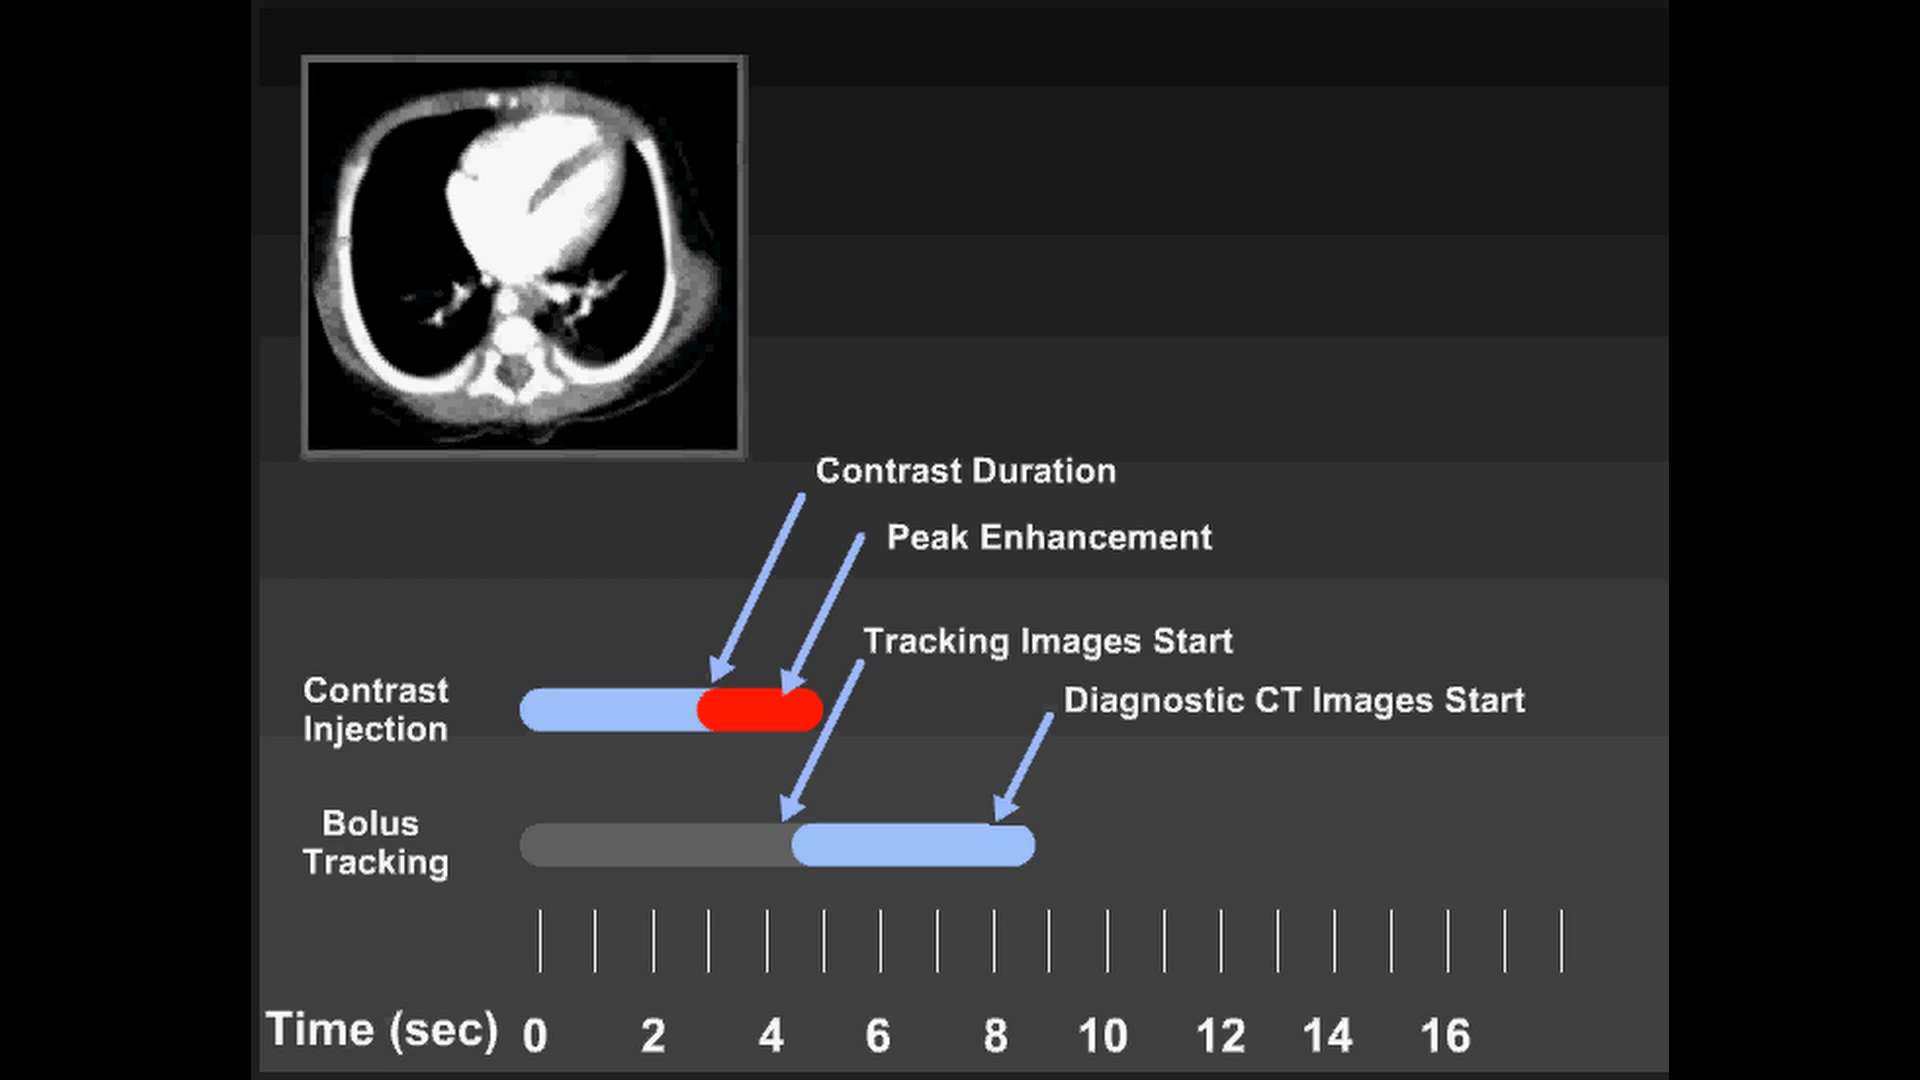 Contrast Duration
Peak Enhancement
Tracking Images Start
Diagnostic CT Images Start
Contrast
Injection
Bolus
Tracking
Time (sec) 0 2 4 6 8 10 12 14 16